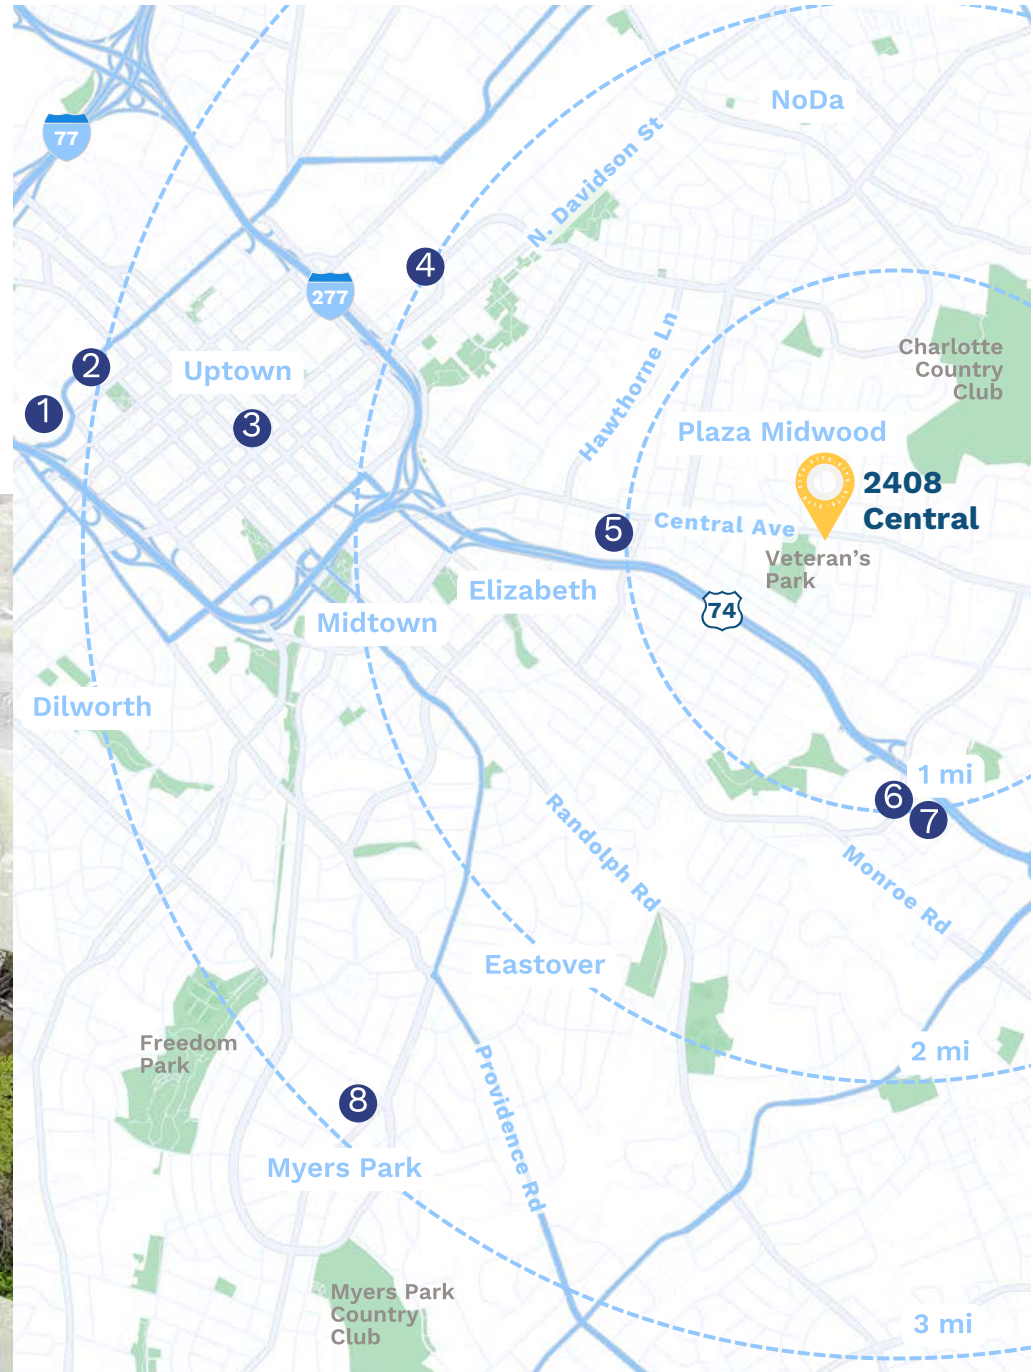 NoDa
77
N. Davidson St
4
277
Charlotte
Country
Club
2
Uptown
1
3
Hawthorne Ln
Plaza Midwood
2408
Central
Central Ave
5
Veteran's
Park
Elizabeth
74
Midtown
Dilworth
1 mi
6
7
Randolph Rd
Monroe Rd
Eastover
Freedom
Park
2 mi
Providence Rd
8
Myers Park
Myers Park
Country
Club
3 mi